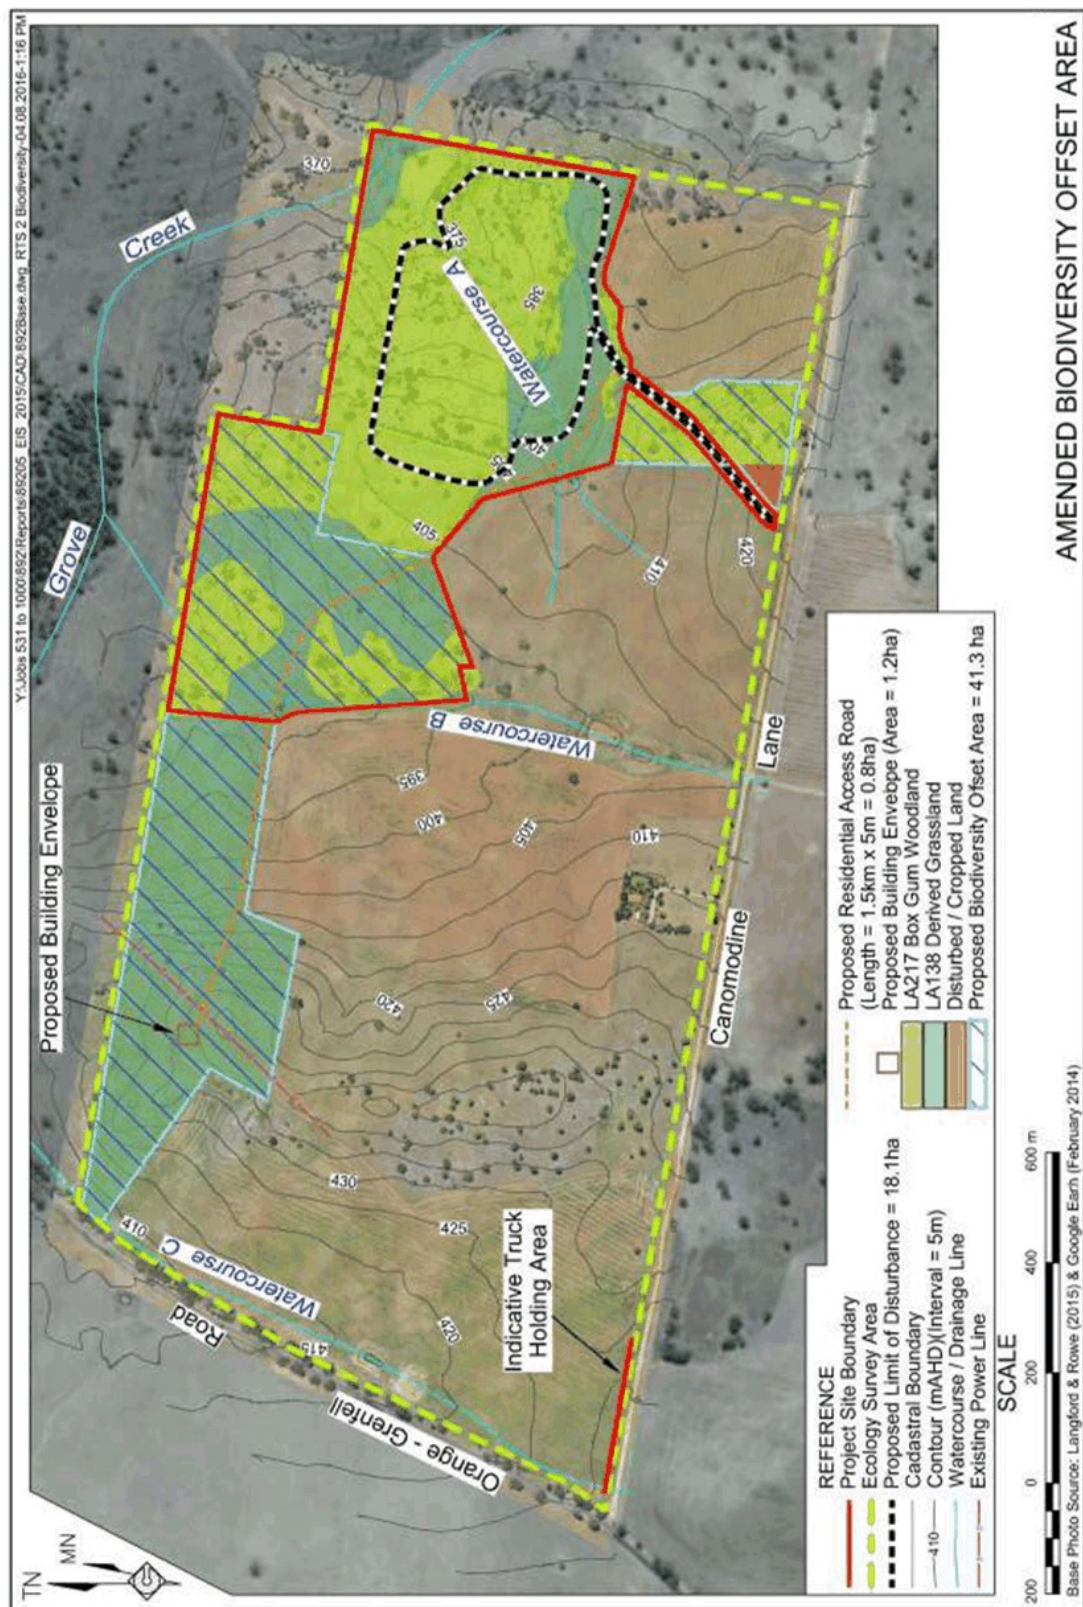 Y:\Jobs 531 to 1000\892\Reports\89205_EIS_2015\CAD\892Base.dwg_RTS 2 Biodiversity-04.08.2016-1:16 PM
TN
MN
Grove
Creek
Proposed Building Envelope
370
375
Watercourse A
385
405
410
420
Watercourse B
395
400
405
410
420
425
430
425
420
410
415
Watercourse C
Orange - Grenfell
Road
Indicative Truck
Holding Area
Canomodine
Lane
REFERENCE
Project Site Boundary
Ecology Survey Area
Proposed Limit of Disturbance = 18.1ha
Cadastral Boundary
410
Contour (mAHD)(Interval = 5m)
Watercourse / Drainage Line
Existing Power Line
Proposed Residential Access Road
(Length = 1.5km x 5m = 0.8ha)
Proposed Building Envebpe (Area = 1.2ha)
LA217 Box Gum Woodland
LA138 Derived Grassland
Disturbed / Cropped Land
Proposed Biodiversity Ofset Area = 41.3 ha
SCALE
200
0
200
400
600 m
Base Photo Source: Langford & Rowe (2015) & Google Earh (February 2014)
AMENDED BIODIVERSITY OFFSET AREA